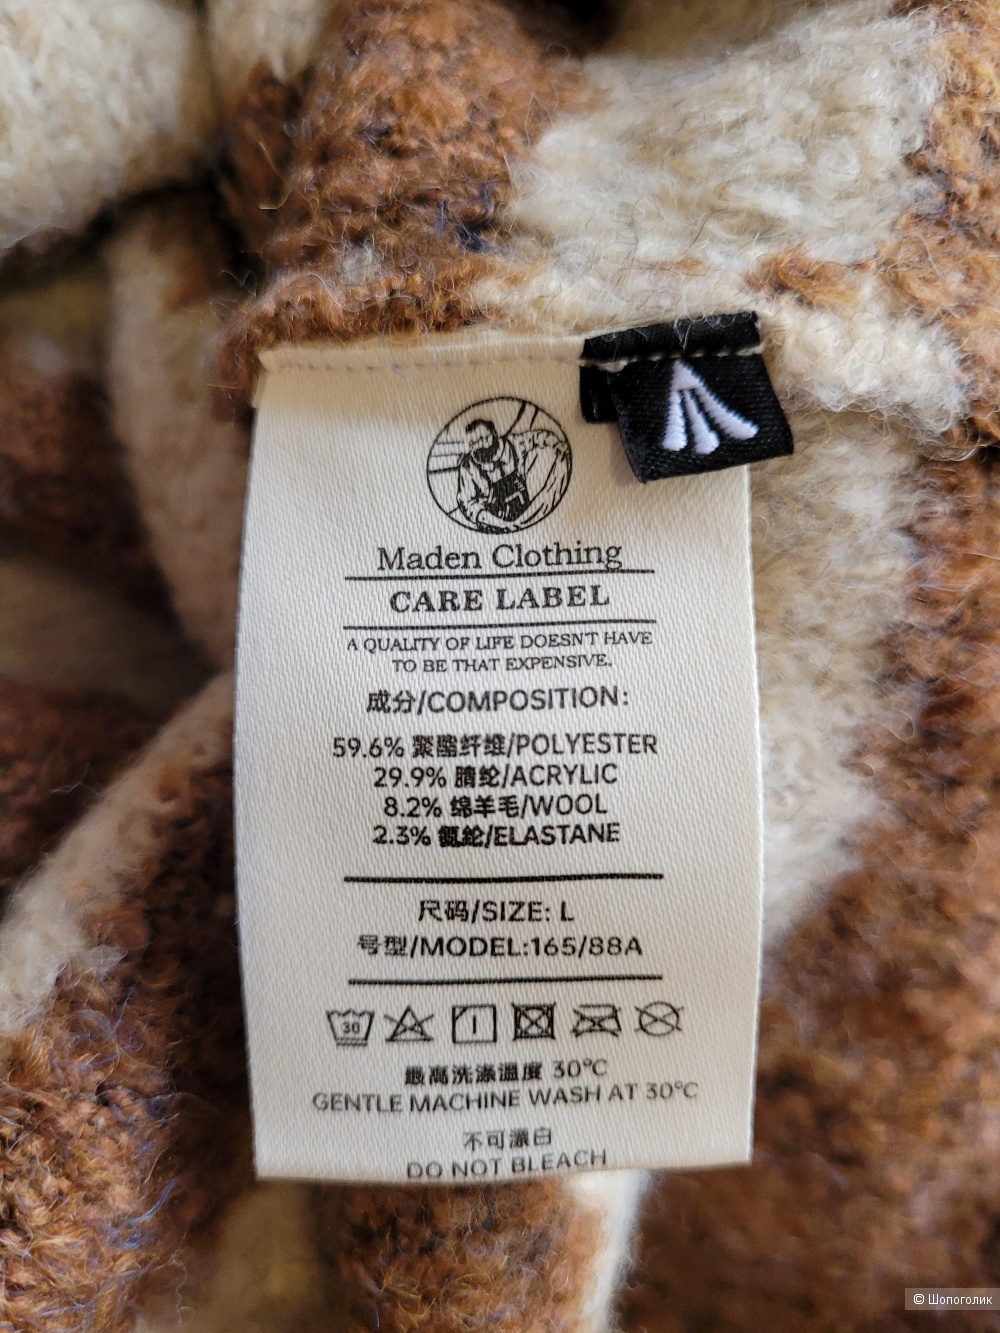 Maden Clothing
CARE LABEL
A QUALITY OF LIFE DOESN'T HAVE
TO BE THAT EXPENSIVE.
成分/COMPOSITION:
59.6% 聚酯纤维/POLYESTER
29.9% 腈纶/ACRYLIC
8.2% 绵羊毛/WOOL
2.3% 氨纶/ELASTANE
尺码/SIZE: L
号型/MODEL:165/88A
30
最高洗涤溫度 30℃
GENTLE MACHINE WASH AT 30℃
不可漂白
DO NOT BLEACH
© Шопоголик